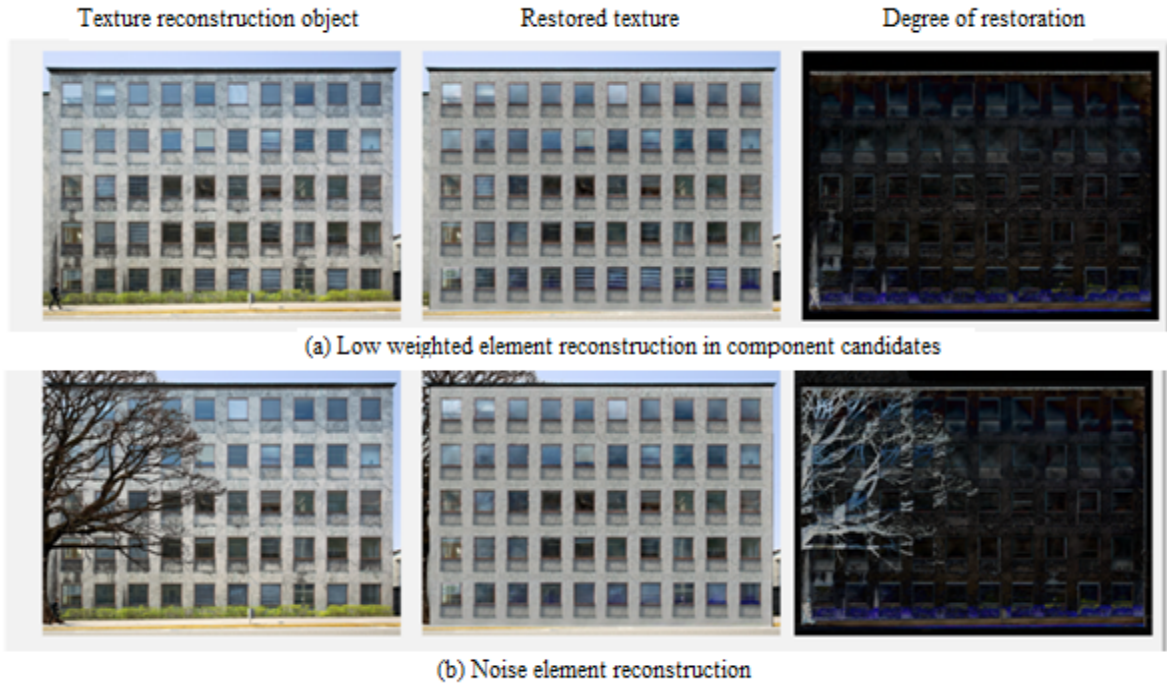 Texture reconstruction object Restored texture Degree of restoration
(a) Low weighted element reconstruction in component candidates
(b) Noise element reconstruction